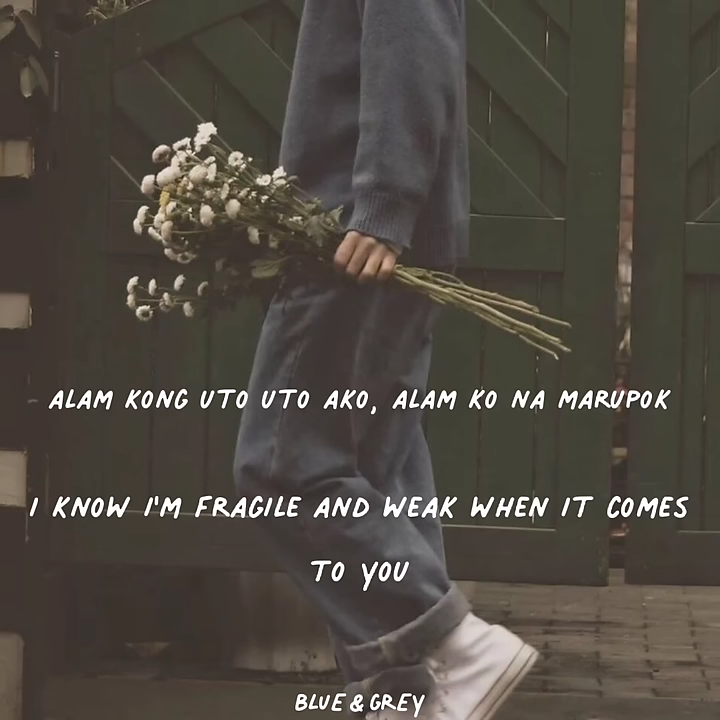 ALAM KONG UTO UTO AKO, ALAM KO NA MARUPOK
I KNOW I'M FRAGILE AND WEAK WHEN IT COMES
TO YOU
BLUE & GREY